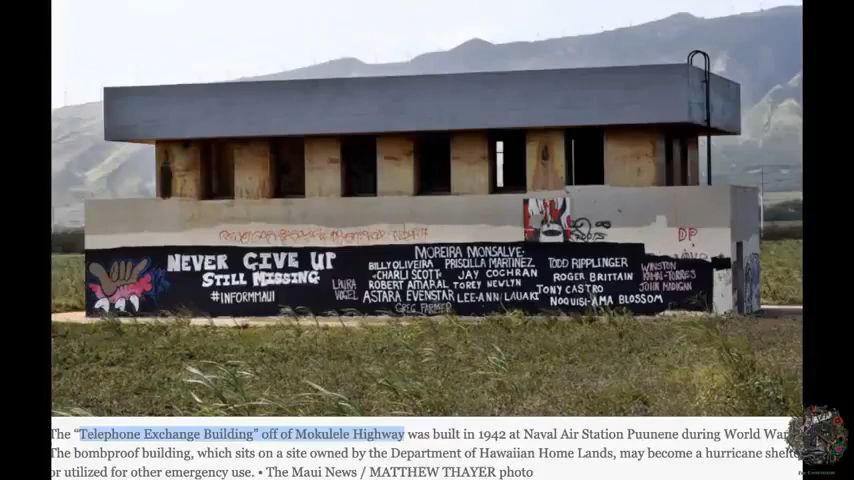 NEVER GIVE UP
STILL MISSING
#INFORMMAUI
LAURA
VOGEL
MOREIRA MONSALVE
BILLY OLIVEIRA PRISCILLA MARTINEZ
CHARLI SCOTT JAY COCHRAN
ROBERT AMARAL TOREY NEWLYN
ASTARA EVENSTAR LEE-ANN LAUAKI
GREG FARMER
TODD RIPPLINGER
ROGER BRITTAIN
TONY CASTRO
NOQUISI-AMA BLOSSOM
WINSTON
JOHN MADIGAN
DP
The “Telephone Exchange Building” off of Mokulele Highway was built in 1942 at Naval Air Station Puunene during World War
The bombproof building, which sits on a site owned by the Department of Hawaiian Home Lands, may become a hurricane
or utilized for other emergency use. • The Maui News / MATTHEW THAYER photo